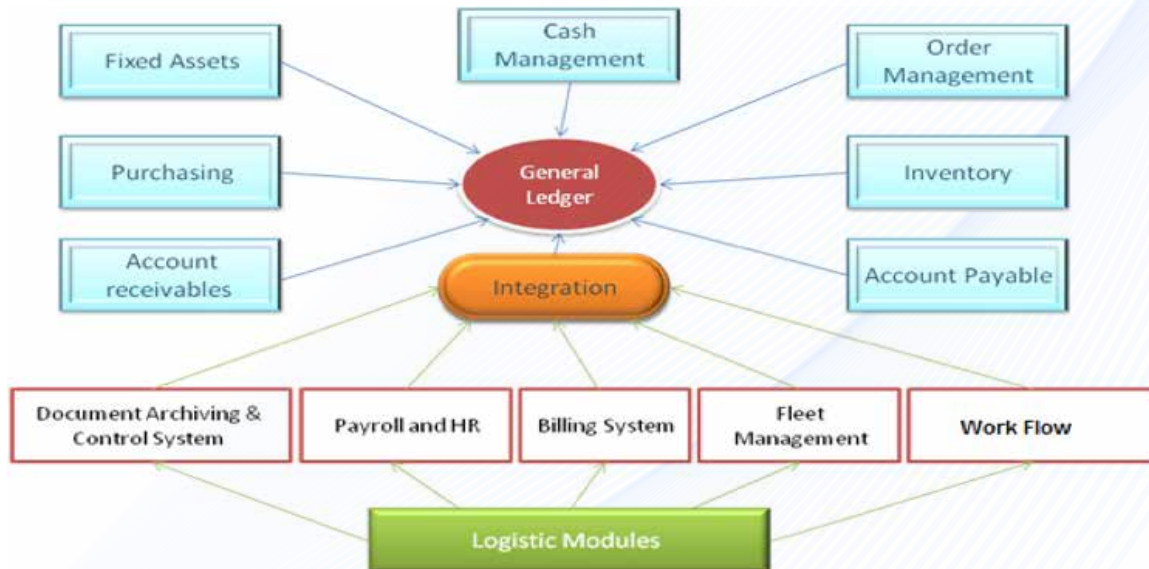 Fixed Assets
Cash
Management
Order
Management
Purchasing
General
Ledger
Inventory
Account
receivables
Integration
Account Payable
Document Archiving &
Control System
Payroll and HR
Billing System
Fleet
Management
Work Flow
Logistic Modules